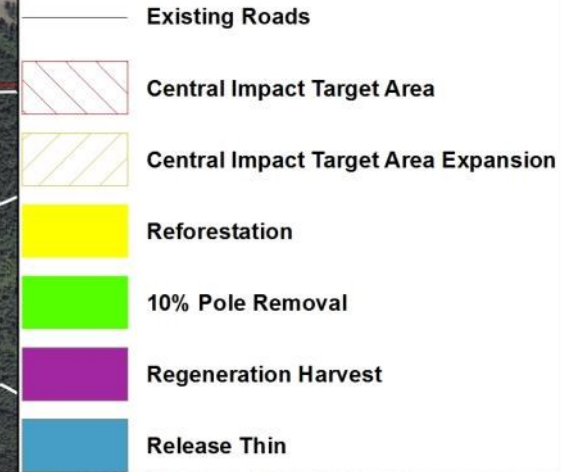 Existing Roads
Central Impact Target Area
Central Impact Target Area Expansion
Reforestation
10% Pole Removal
Regeneration Harvest
Release Thin